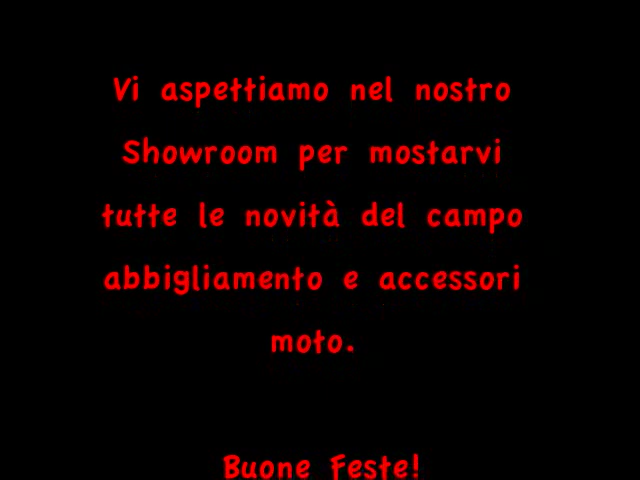 Vi aspettiamo nel nostro
Showroom per mostarvi
tutte le novità del campo
abbigliamento e accessori
moto.
Buone Feste!